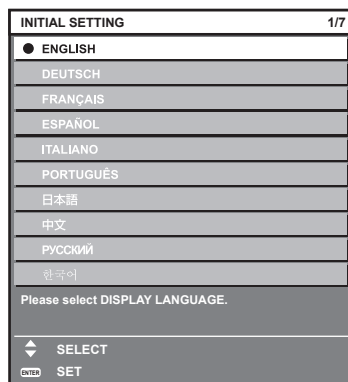 INITIAL SETTING 1/7
ENGLISH
DEUTSCH
FRANÇAIS
ESPAÑOL
ITALIANO
PORTUGUÊS
日本語
中文
РУССКИЙ
한국어
Please select DISPLAY LANGUAGE.
SELECT
ENTER SET